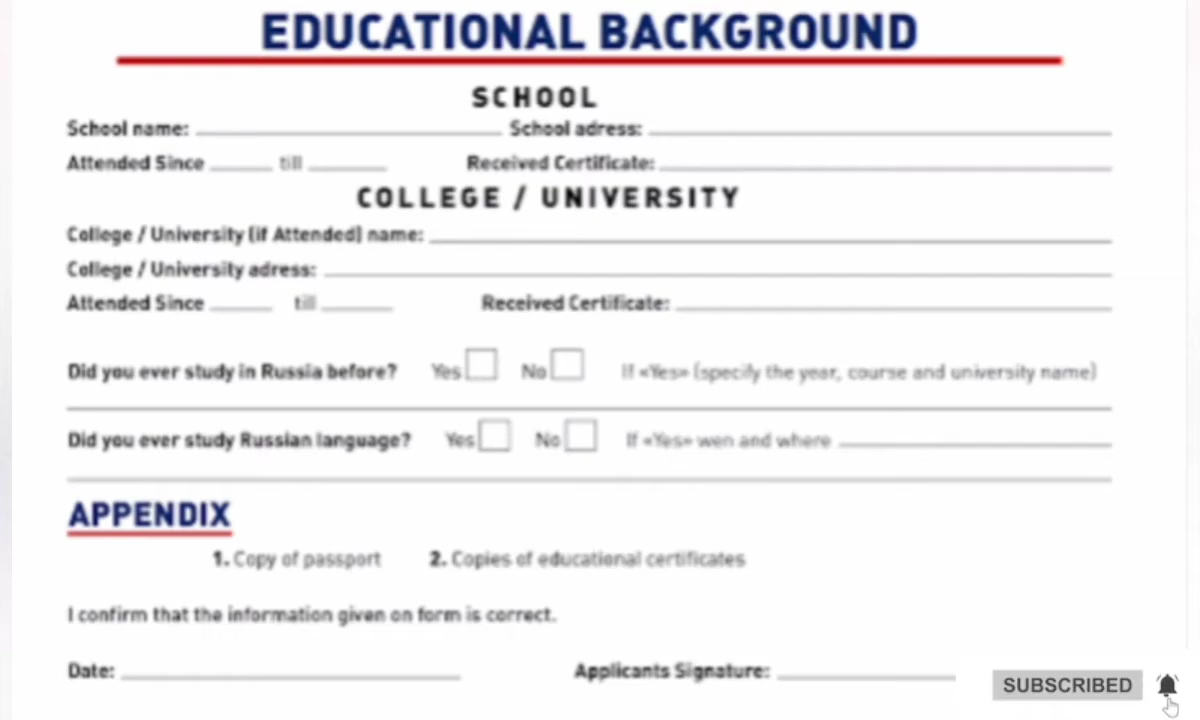 EDUCATIONAL BACKGROUND
SCHOOL
School name: School adress:
Attended Since till Received Certificate:
COLLEGE / UNIVERSITY
College / University (if Attended) name:
College / University adress:
Attended Since till Received Certificate:
Did you ever study in Russia before? Yes No If «Yes» (specify the year, course and university name)
Did you ever study Russian language? Yes No If «Yes» wen and where
APPENDIX
1. Copy of passport 2. Copies of educational certificates
I confirm that the information given on form is correct.
Date: Applicants Signature:
SUBSCRIBED